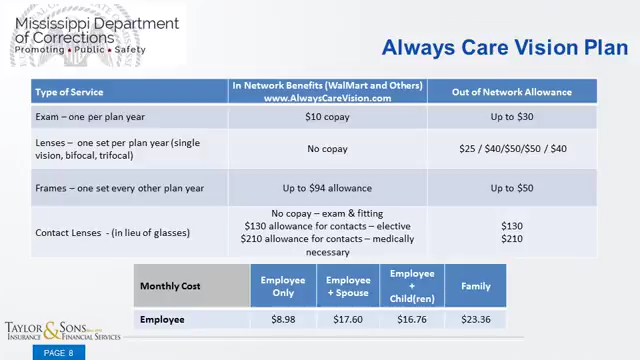 Mississippi Department
of Corrections
Promoting • Public • Safety
Always Care Vision Plan
Type of Service
In Network Benefits (WalMart and Others)
www.AlwaysCareVision.com
Out of Network Allowance
Exam – one per plan year
$10 copay
Up to $30
Lenses – one set per plan year (single
vision, bifocal, trifocal)
No copay
$25 / $40/$50/$50 / $40
Frames – one set every other plan year
Up to $94 allowance
Up to $50
Contact Lenses - (in lieu of glasses)
No copay – exam & fitting
$130 allowance for contacts – elective
$210 allowance for contacts – medically
necessary
$130
$210
Monthly Cost
Employee
Only
Employee
+ Spouse
Employee
+
Child(ren)
Family
Employee
$8.98
$17.60
$16.76
$23.36
TAYLOR & SONS
INSURANCE & FINANCIAL SERVICES
PAGE 8